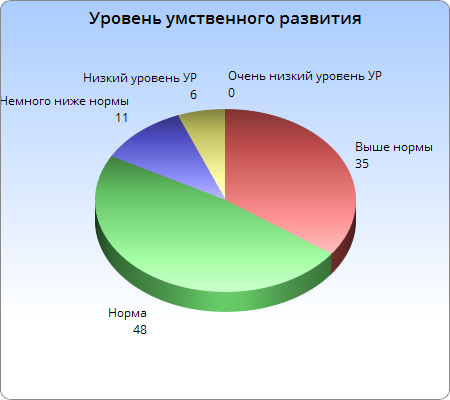 Уровень умственного развития
Низкий уровень УР
6
Очень низкий уровень УР
0
Немного ниже нормы
11
Выше нормы
35
Норма
48